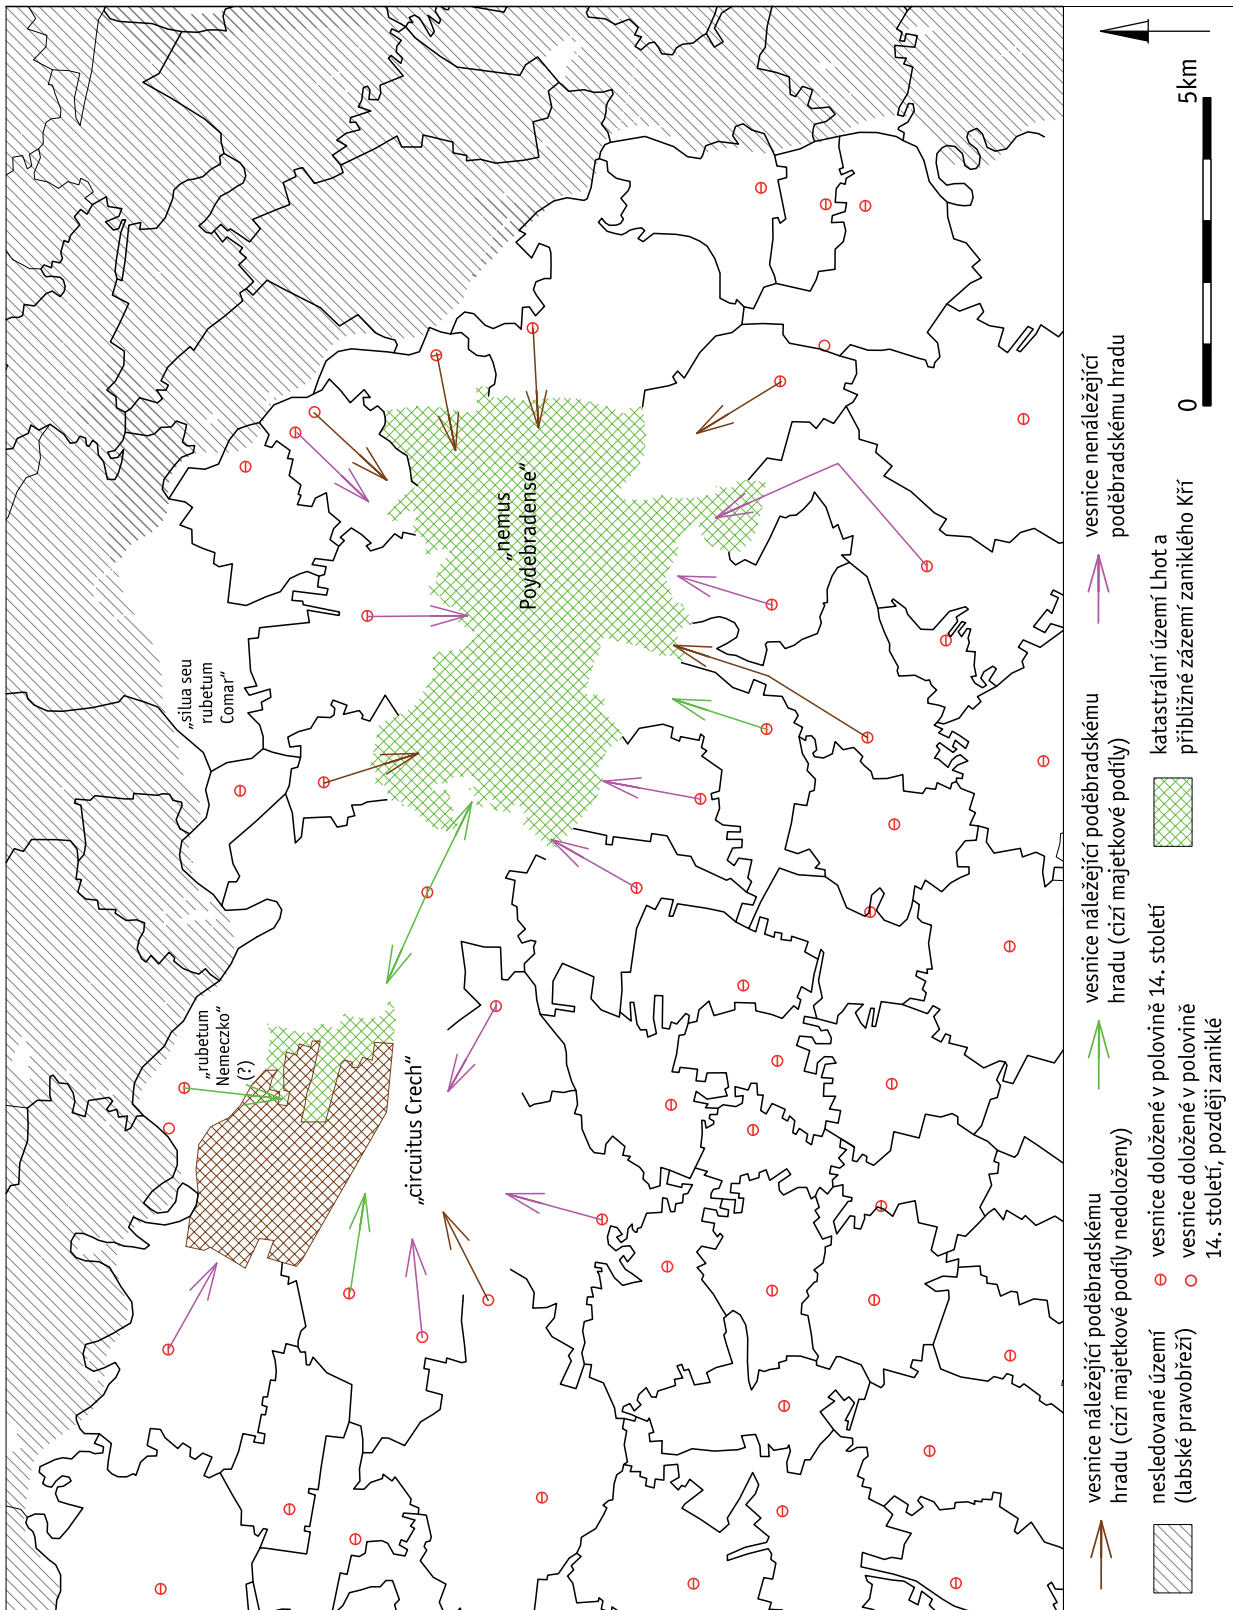 „silua seu
rubetum
Comar“
„rubetum
Nemeczko“
(?)
„nemus
Poydebradense“
„circuitus Crech“
vesnice náležející poděbradskému
hradu (cizí majetkové podíly nedoloženy)
vesnice náležející poděbradskému
hradu (cizí majetkové podíly)
vesnice nenáležející
poděbradskému hradu
nesledované území
(labské pravobřeží)
vesnice doložené v polovině 14. století
vesnice doložené v polovině
14. století, později zaniklé
katastrální území Lhot a
přibližné zázemí zaniklého Kří
0
5km